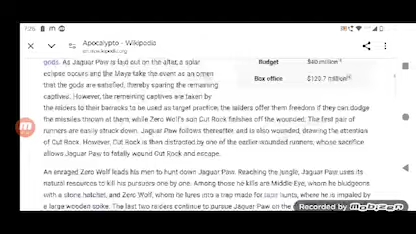 7:25
Apocalypto - Wikipedia
en.m.wikipedia.org
gods. As Jaguar Paw is laid out on the altar, a solar
eclipse occurs and the Maya take the event as an omen
that the gods are satisfied, thereby sparing the remaining
captives. However, the remaining captives are taken by
Budget $40 million
Box office $120.7 million
the raiders to their barracks to be used as target practice; the raiders offer them freedom if they can dodge
the missiles thrown at them, while Zero Wolf's son Cut Rock finishes off the wounded. The first pair of
runners are easily struck down. Jaguar Paw follows thereafter and is also wounded, drawing the attention
of Cut Rock. However, Cut Rock is then distracted by one of the earlier-wounded runners, whose sacrifice
allows Jaguar Paw to fatally wound Cut Rock and escape.
An enraged Zero Wolf leads his men to hunt down Jaguar Paw. Reaching the jungle, Jaguar Paw uses its
natural resources to kill his pursuers one by one. Among those he kills are Middle Eye, whom he bludgeons
with a stone hatchet, and Zero Wolf, whom he lures into a trap made for tapir hunts, where he is impaled by
a large wooden spike. The last two raiders continue to pursue Jaguar Paw on the
Recorded by Mobizen